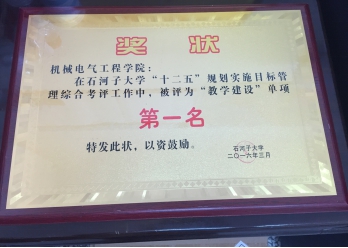 奖状
机械电气工程学院：
在石河子大学“十二五”规划实施目标管
理综合考评工作中，被评为“教学建设”单项
第一名
特发此状，以资鼓励。
石河子大学
二〇一六年三月